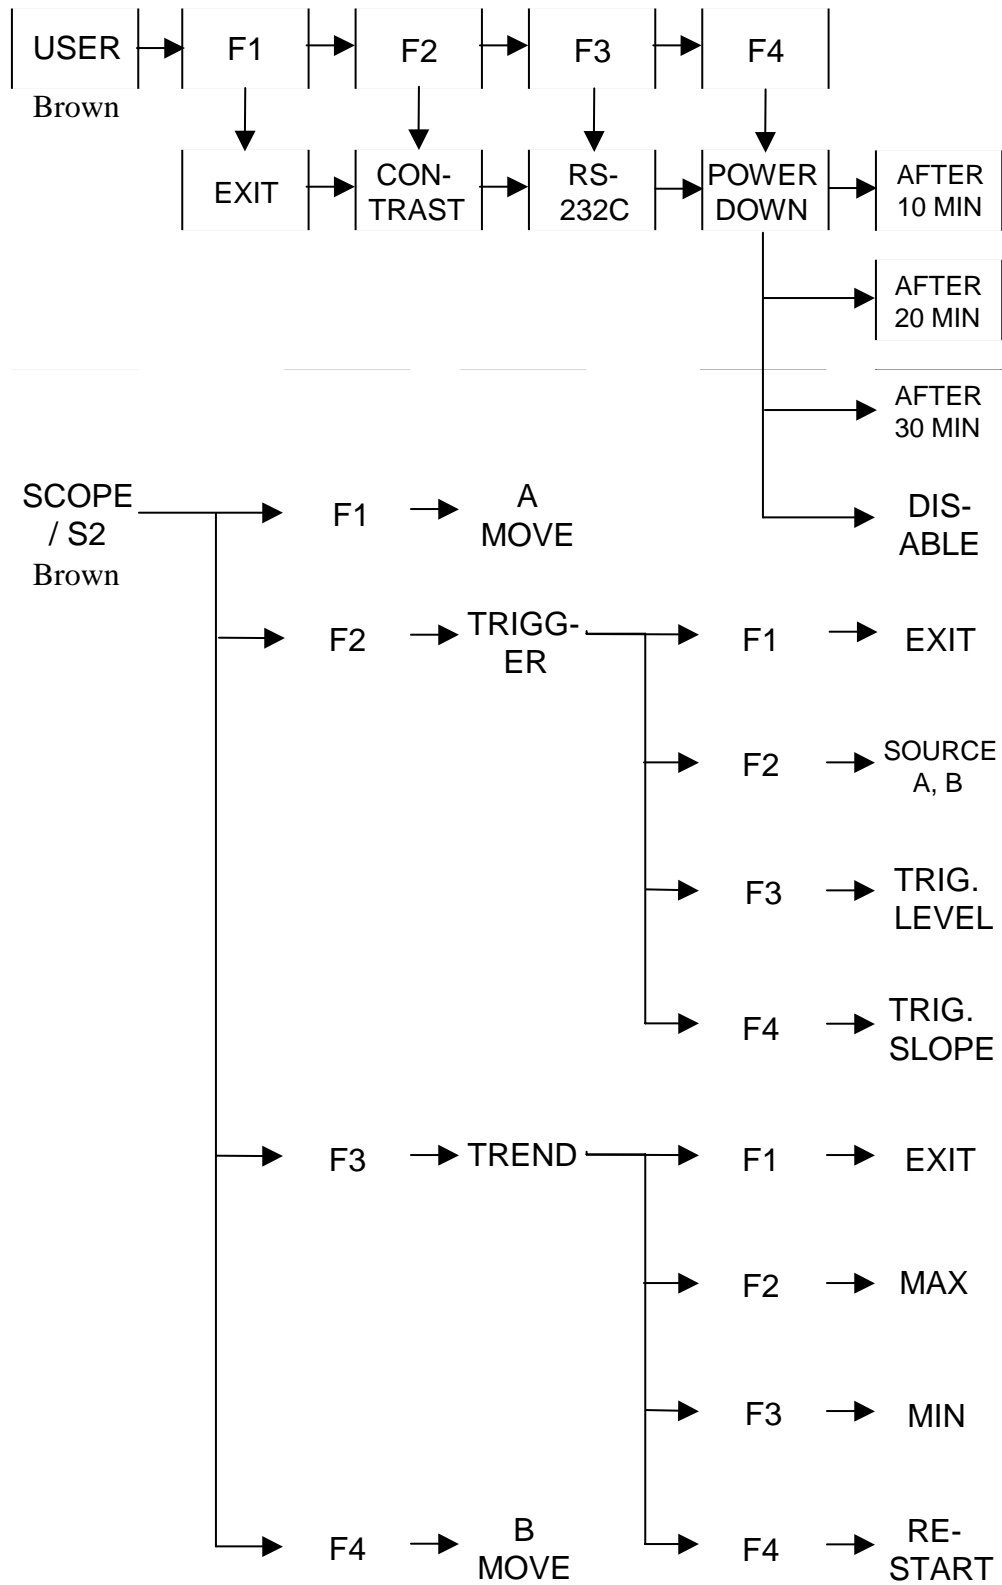 USER
F1
F2
F3
F4
Brown
EXIT
CON-
TRAST
RS-
232C
POWER
DOWN
AFTER
10 MIN
AFTER
20 MIN
AFTER
30 MIN
DIS-
ABLE
SCOPE
/ S2
Brown
F1
A
MOVE
F2
TRIGG-
ER
F1
EXIT
F2
SOURCE
A, B
F3
TRIG.
LEVEL
F4
TRIG.
SLOPE
F3
TREND
F1
EXIT
F2
MAX
F3
MIN
F4
RE-
START
F4
B
MOVE